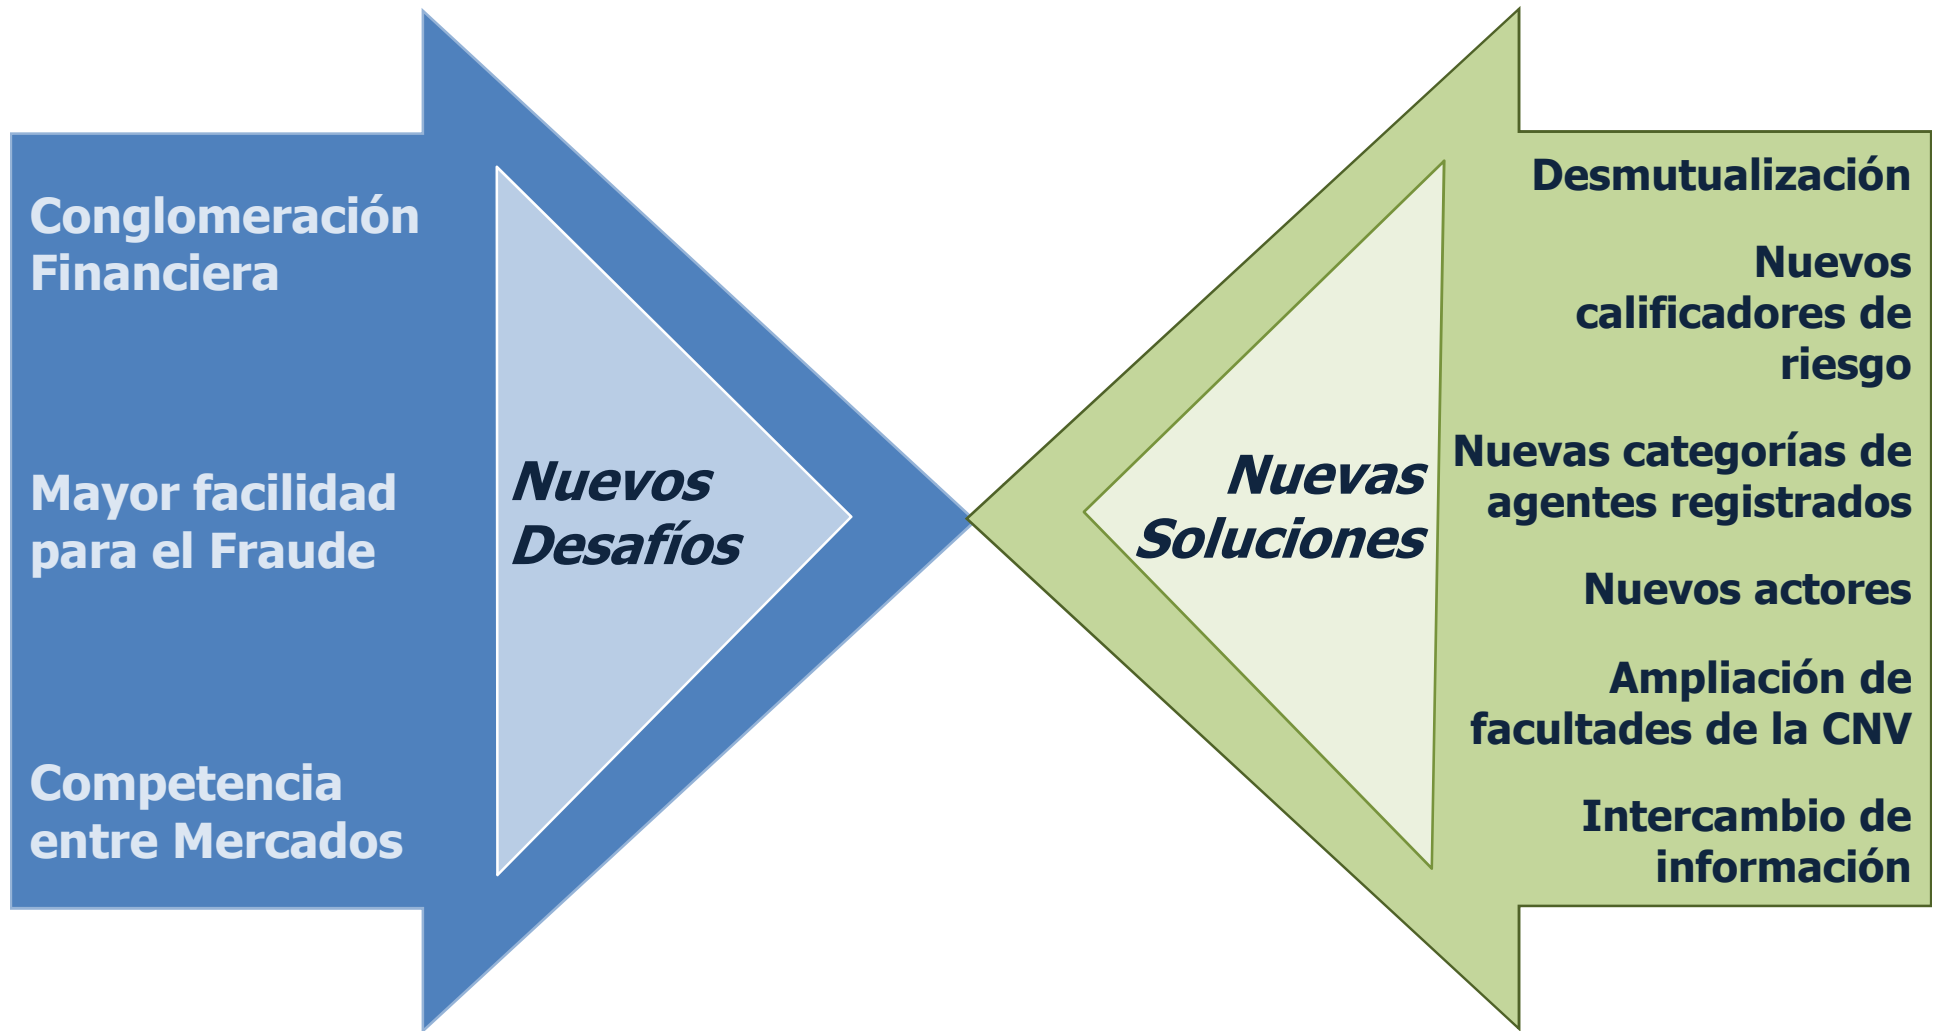 Conglomeración
Financiera
Mayor facilidad
para el Fraude
Competencia
entre Mercados
Nuevos
Desafíos
Nuevas
Soluciones
Desmutualización
Nuevos
calificadores de
riesgo
Nuevas categorías de
agentes registrados
Nuevos actores
Ampliación de
facultades de la CNV
Intercambio de
información